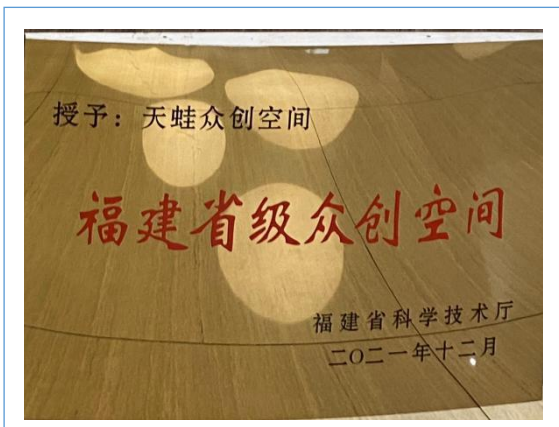 授予：天蛙众创空间
福建省级众创空间
福建省科学技术厅
二〇二一年十二月